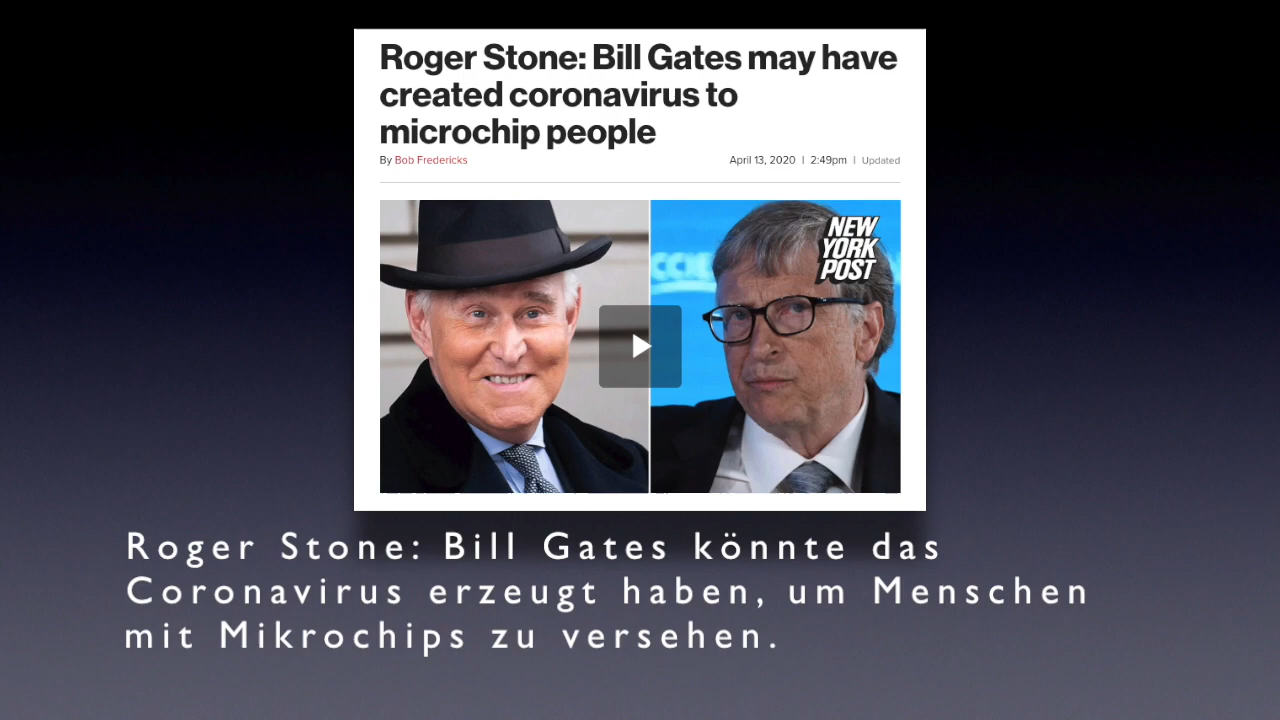 Roger Stone: Bill Gates may have
created coronavirus to
microchip people
By Bob Fredericks April 13, 2020 | 2:49pm | Updated
NEW
YORK
POST
Roger Stone: Bill Gates könnte das
Coronavirus erzeugt haben, um Menschen
mit Mikrochips zu versehen.